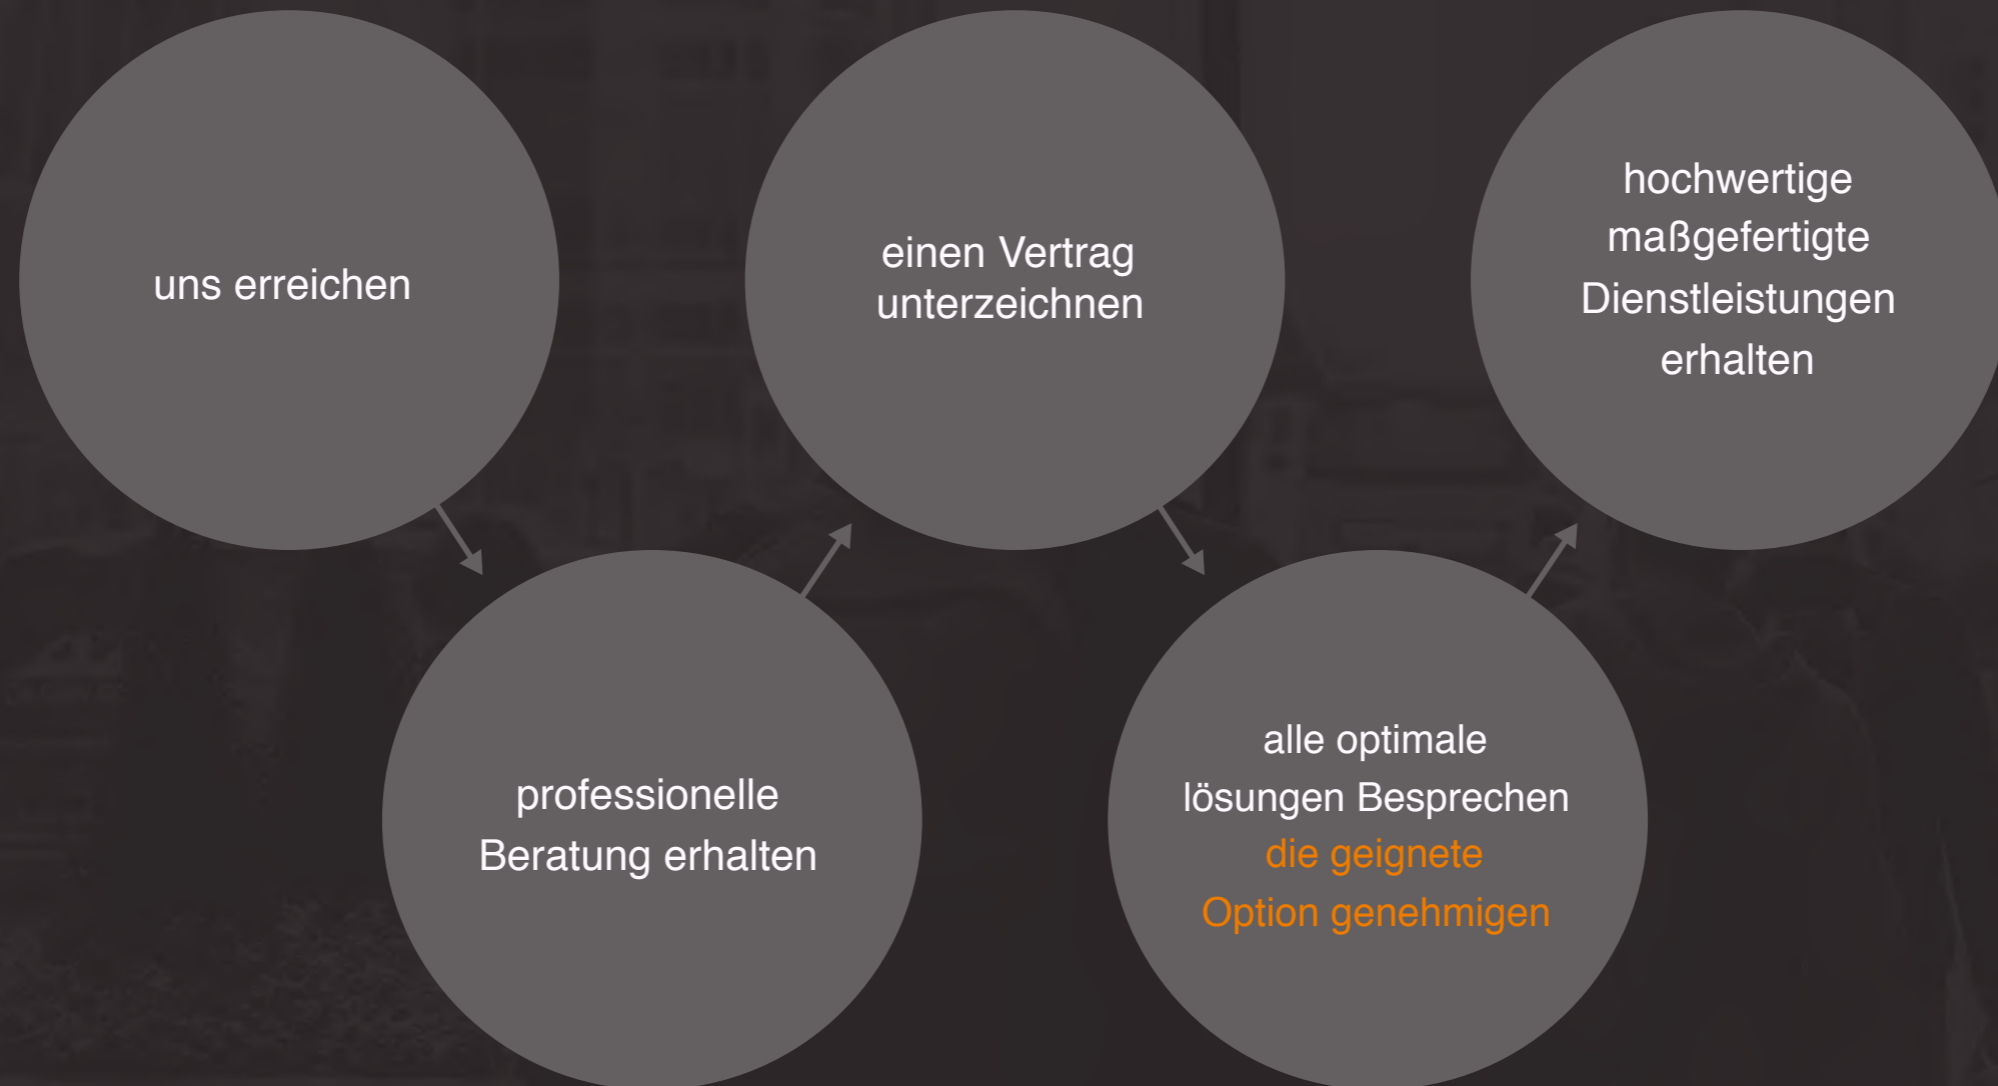 uns erreichen
professionelle
Beratung erhalten
einen Vertrag
unterzeichnen
alle optimale
lösungen Besprechen
die geignete
Option genehmigen
hochwertige
maßgefertigte
Dienstleistungen
erhalten